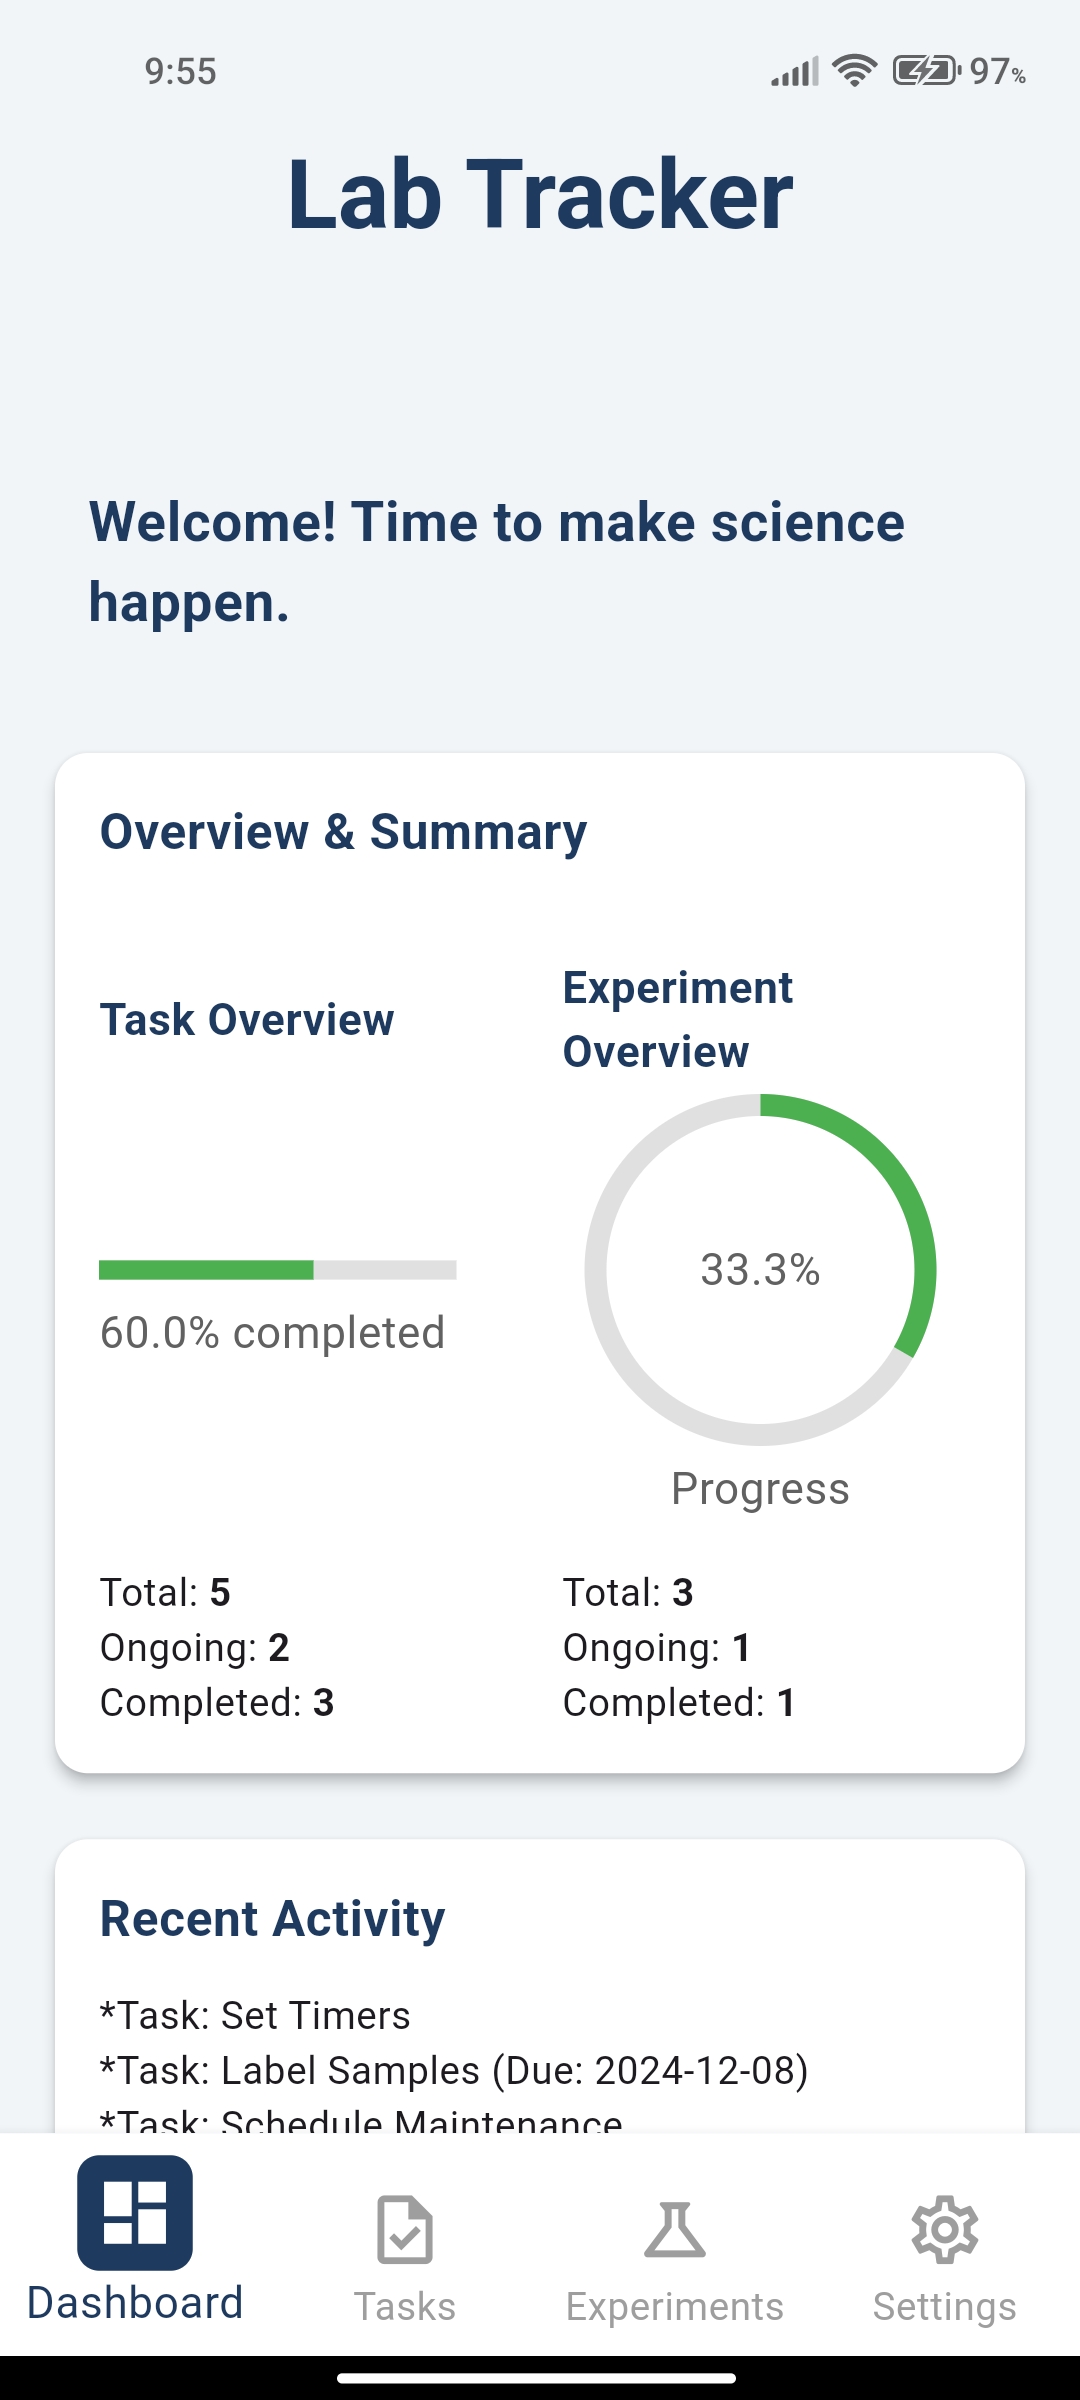 9:55
97%
Lab Tracker
Welcome! Time to make science
happen.
Overview & Summary
Task Overview
60.0% completed
Total: 5
Ongoing: 2
Completed: 3
Experiment
Overview
33.3%
Progress
Total: 3
Ongoing: 1
Completed: 1
Recent Activity
*Task: Set Timers
*Task: Label Samples (Due: 2024-12-08)
*Task: Schedule Maintenance
Dashboard
Tasks
Experiments
Settings